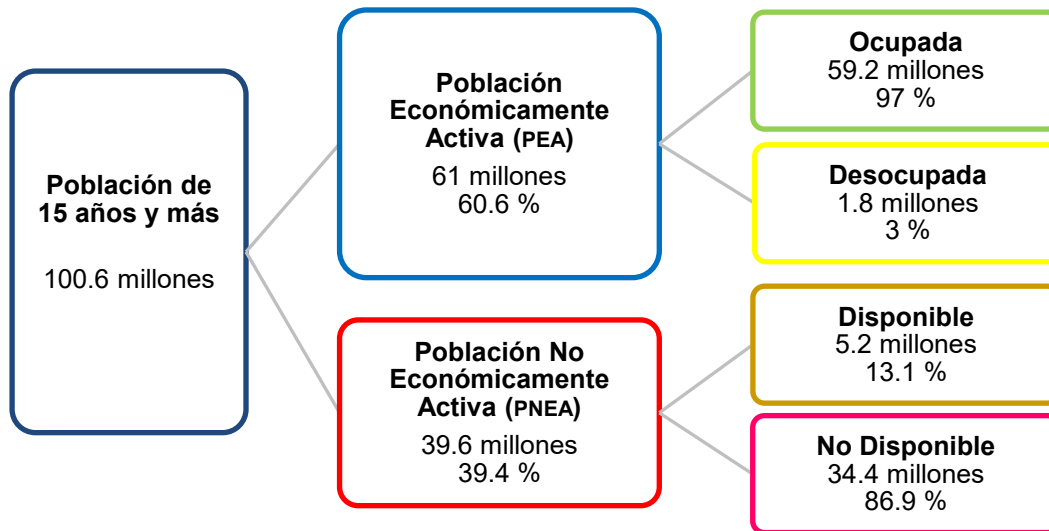 Población de
15 años y más
100.6 millones
Población
Económicamente
Activa (PEA)
61 millones
60.6 %
Ocupada
59.2 millones
97 %
Desocupada
1.8 millones
3 %
Población No
Económicamente
Activa (PNEA)
39.6 millones
39.4 %
Disponible
5.2 millones
13.1 %
No Disponible
34.4 millones
86.9 %